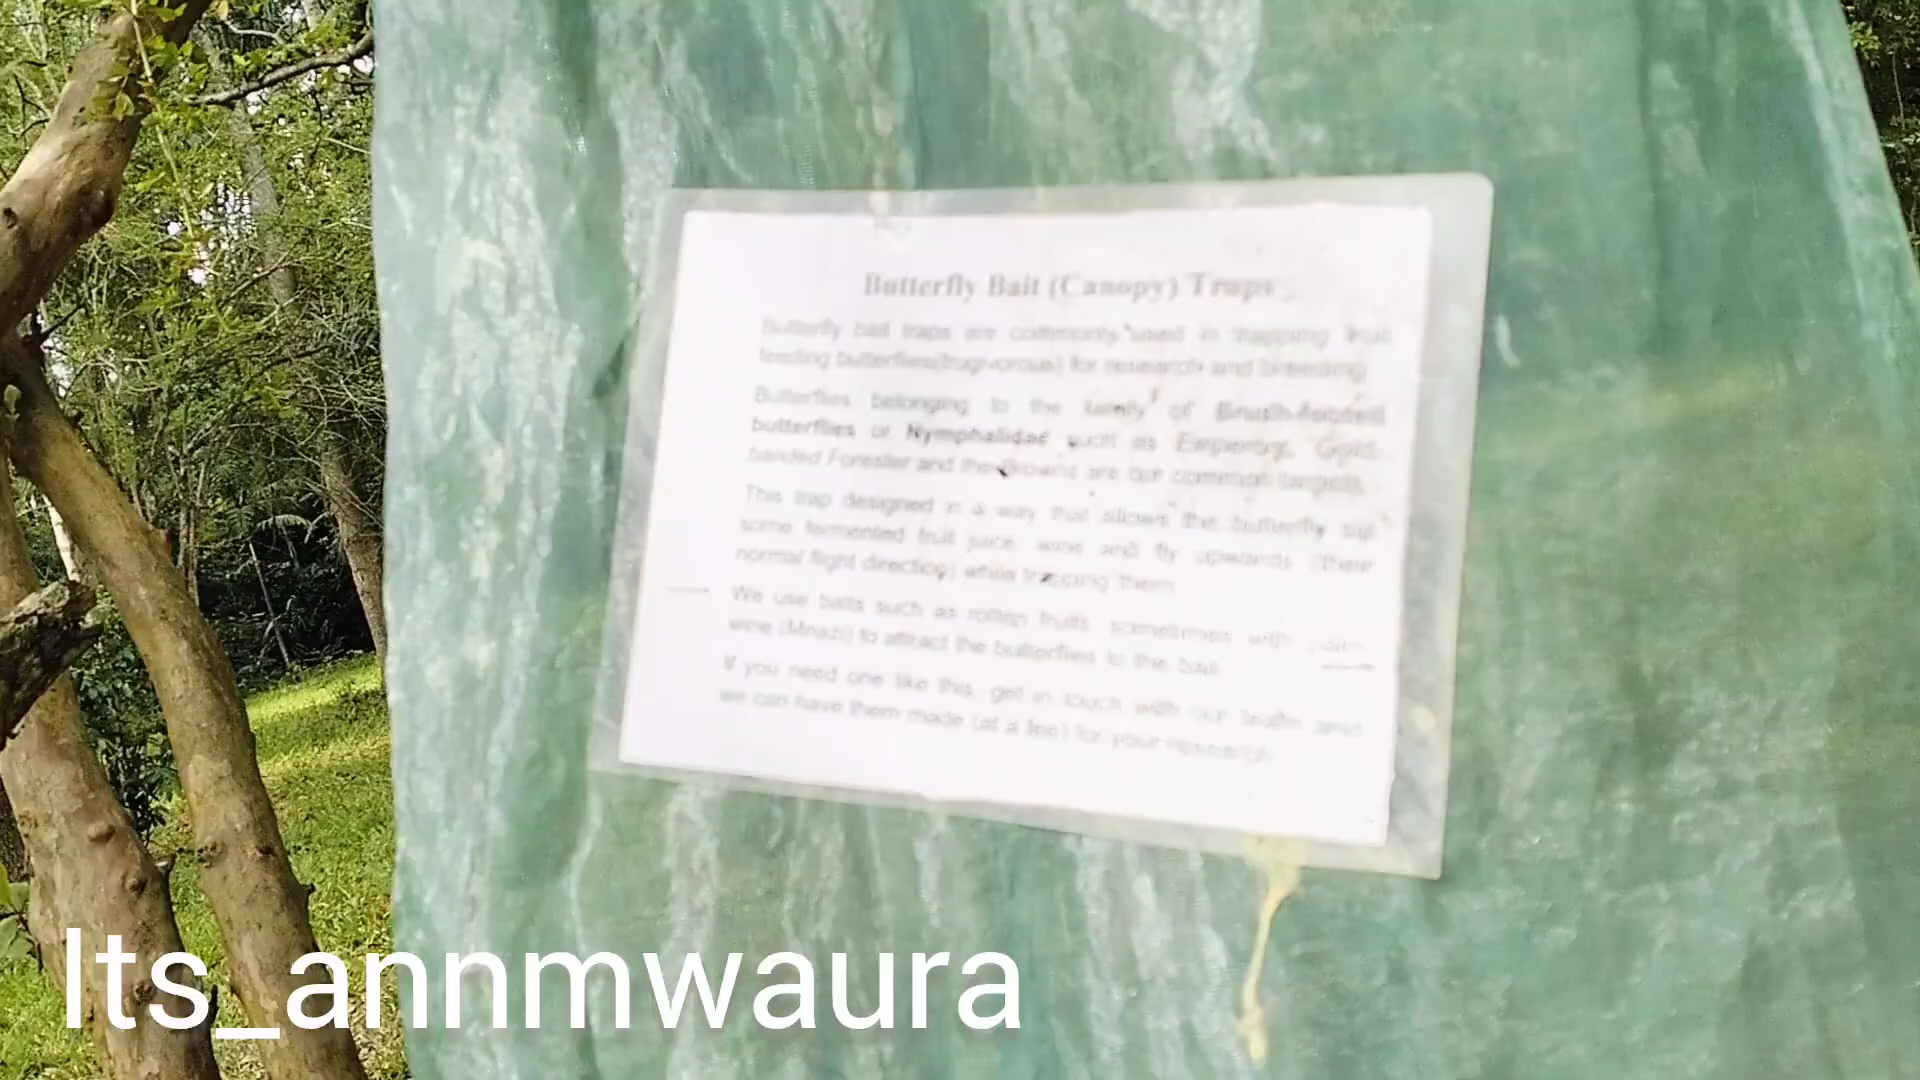 Butterfly Bait (Canopy) Traps
Butterfly bait traps are commonly used in trapping fruit
feeding butterflies(frugivorous) for research and breeding
Butterflies belonging to the family of Brush-footed
butterflies or Nymphalidae such as Emperors, Gold-
banded Forester and the Browns are our common targets.
This trap designed in a way that allows the butterfly sip
some fermented fruit juice, wine and fly upwards (their
normal flight direction) while trapping them
We use baits such as rotten fruits sometimes with palm
wine (Mnazi) to attract the butterflies to the bait.
If you need one like this, get in touch with our team and
we can have them made (at a fee) for your research
Its_annmwaura